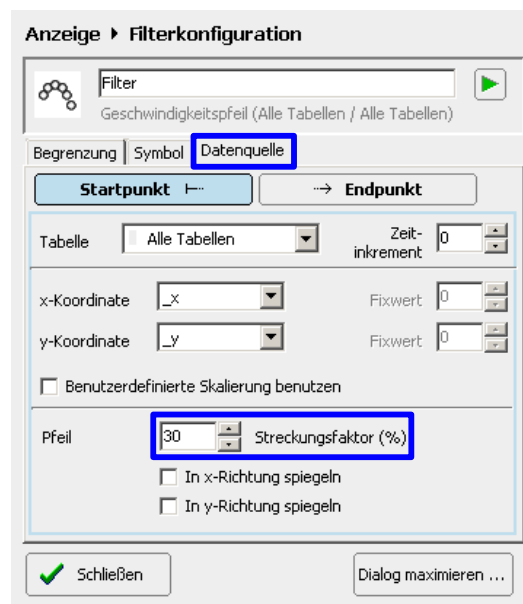 Anzeige ▸ Filterkonfiguration
Filter
Geschwindigkeitspfeil (Alle Tabellen / Alle Tabellen)
Begrenzung Symbol Datenquelle
Startpunkt Endpunkt
Tabelle Alle Tabellen Zeit-
inkrement 0
x-Koordinate _x Fixwert 0
y-Koordinate _y Fixwert 0
Benutzerdefinierte Skalierung benutzen
Pfeil 30 Streckungsfaktor (%)
In x-Richtung spiegeln
In y-Richtung spiegeln
Schließen Dialog maximieren ...